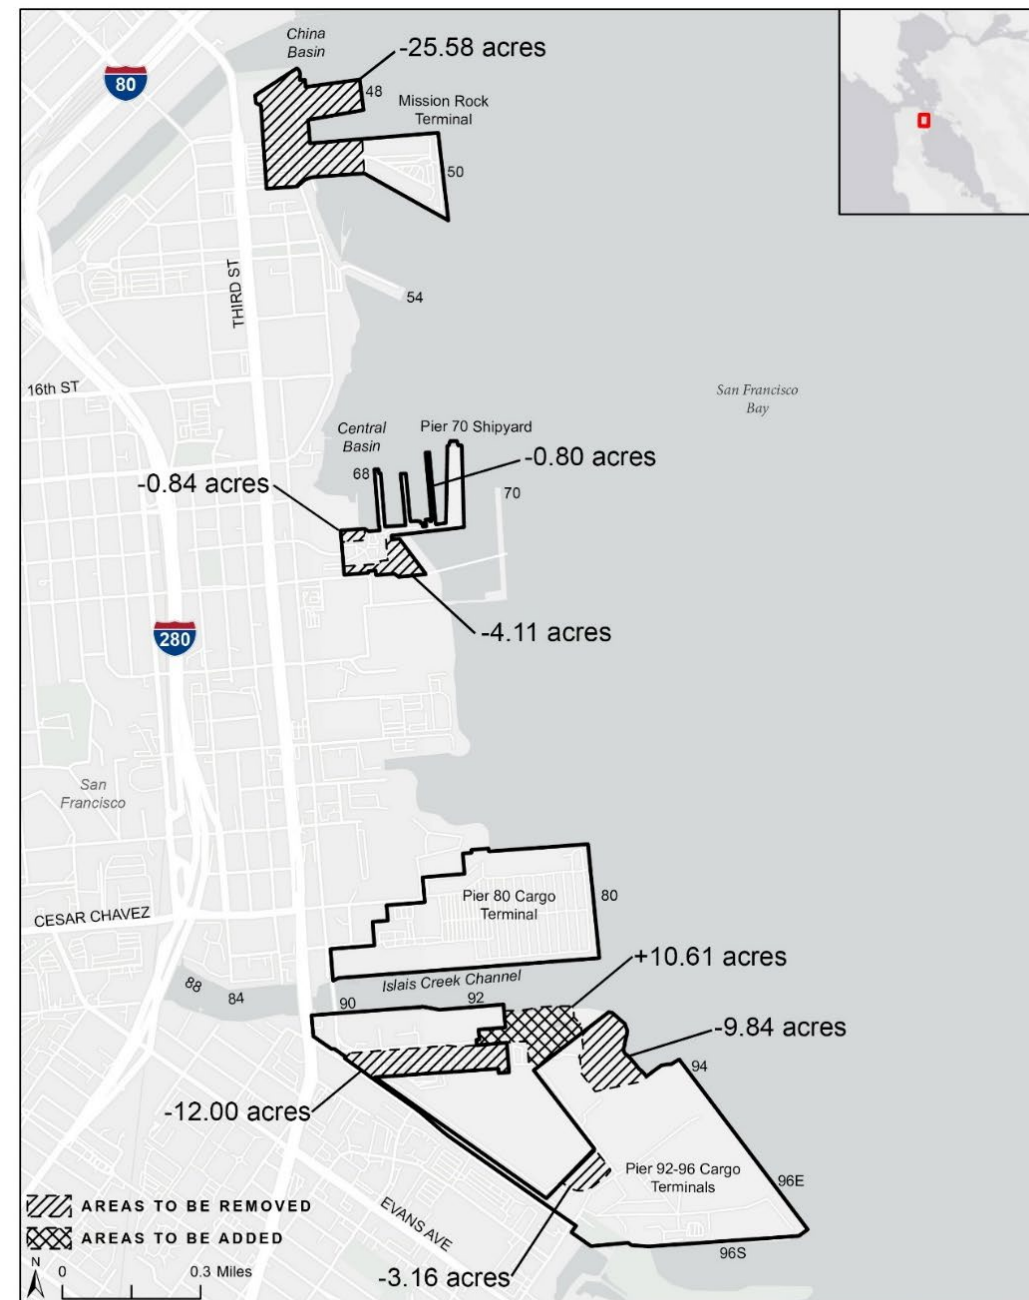 China
Basin
-25.58 acres
80
48
Mission Rock
Terminal
50
THIRD ST
54
16th ST
San Francisco
Bay
Central
Basin
Pier 70 Shipyard
-0.80 acres
68
-0.84 acres
70
-4.11 acres
280
San
Francisco
Pier 80 Cargo
Terminal
80
CESAR CHAVEZ
+10.61 acres
Islais Creek Channel
88
84
90
92
-9.84 acres
94
-12.00 acres
Pier 92-96 Cargo
Terminals
96E
AREAS TO BE REMOVED
EVANS AVE
AREAS TO BE ADDED
96S
N
0
0.3 Miles
-3.16 acres